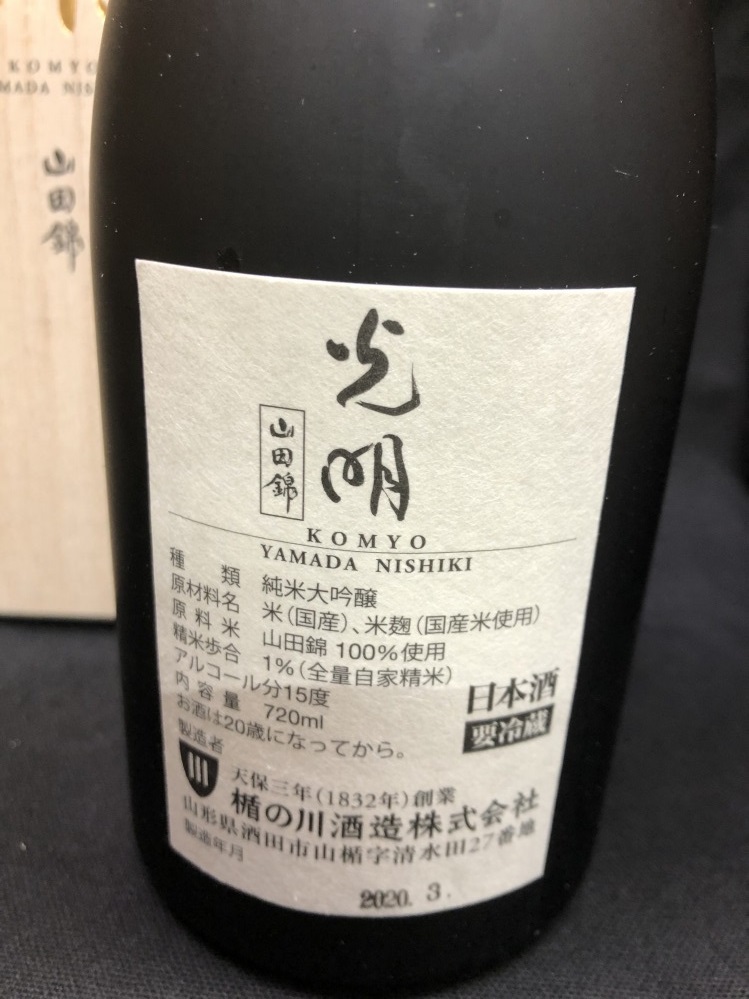 KOMYO
YAMADA NIS
山田錦
光明
山田錦
KOMYO
YAMADA NISHIKI
種類 純米大吟醸
原材料名 米(国産)、米麹(国産米使用)
原料米 山田錦 100%使用
精米歩合 1%(全量自家精米)
アルコール分15度
内容量 720ml
お酒は20歳になってから。
日本酒
要冷蔵
製造者
天保三年(1832年)創業
楯の川酒造株式会社
山形県酒田市山楯字清水田27番地
製造年月
2020. 3.